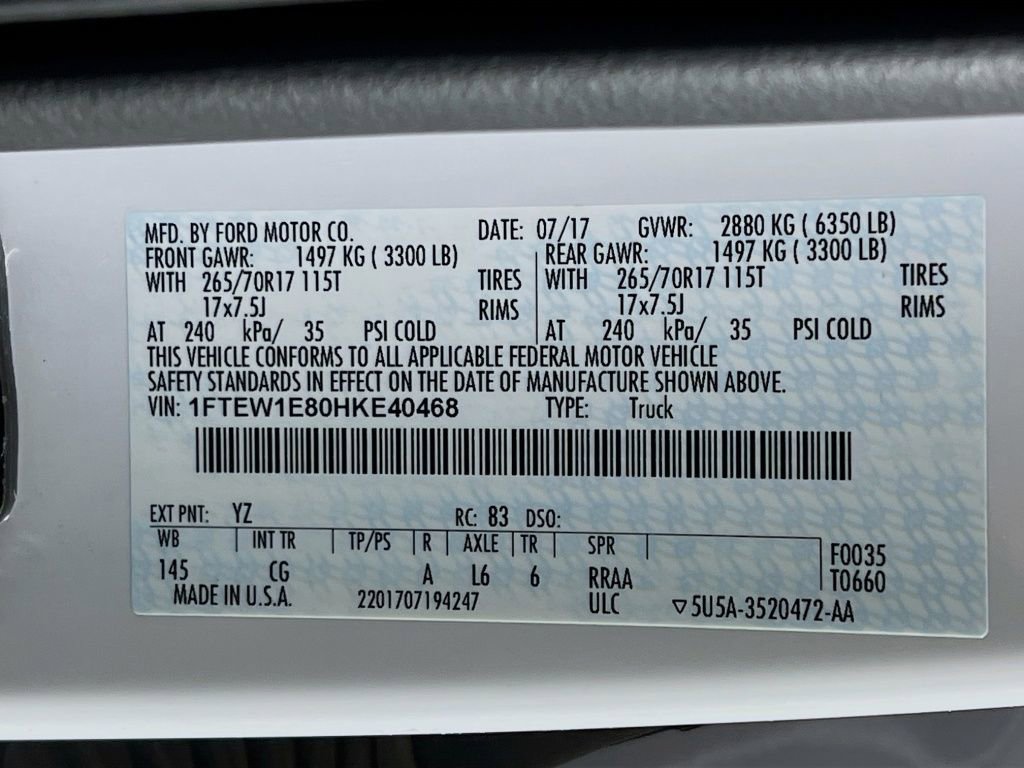 MFD. BY FORD MOTOR CO. DATE: 07/17 GVWR: 2880 KG ( 6350 LB)
FRONT GAWR: 1497 KG ( 3300 LB) REAR GAWR: 1497 KG ( 3300 LB)
WITH 265/70R17 115T TIRES WITH 265/70R17 115T TIRES
17x7.5J RIMS 17x7.5J RIMS
AT 240 kPa/ 35 PSI COLD AT 240 kPa/ 35 PSI COLD
THIS VEHICLE CONFORMS TO ALL APPLICABLE FEDERAL MOTOR VEHICLE
SAFETY STANDARDS IN EFFECT ON THE DATE OF MANUFACTURE SHOWN ABOVE.
VIN: 1FTEW1E80HKE40468 TYPE: Truck
EXT PNT: YZ RC: 83 DSO:
WB INT TR TP/PS R AXLE TR SPR F0035
145 CG A L6 6 RRAA T0660
MADE IN U.S.A. 2201707194247 ULC ▽5U5A-3520472-AA